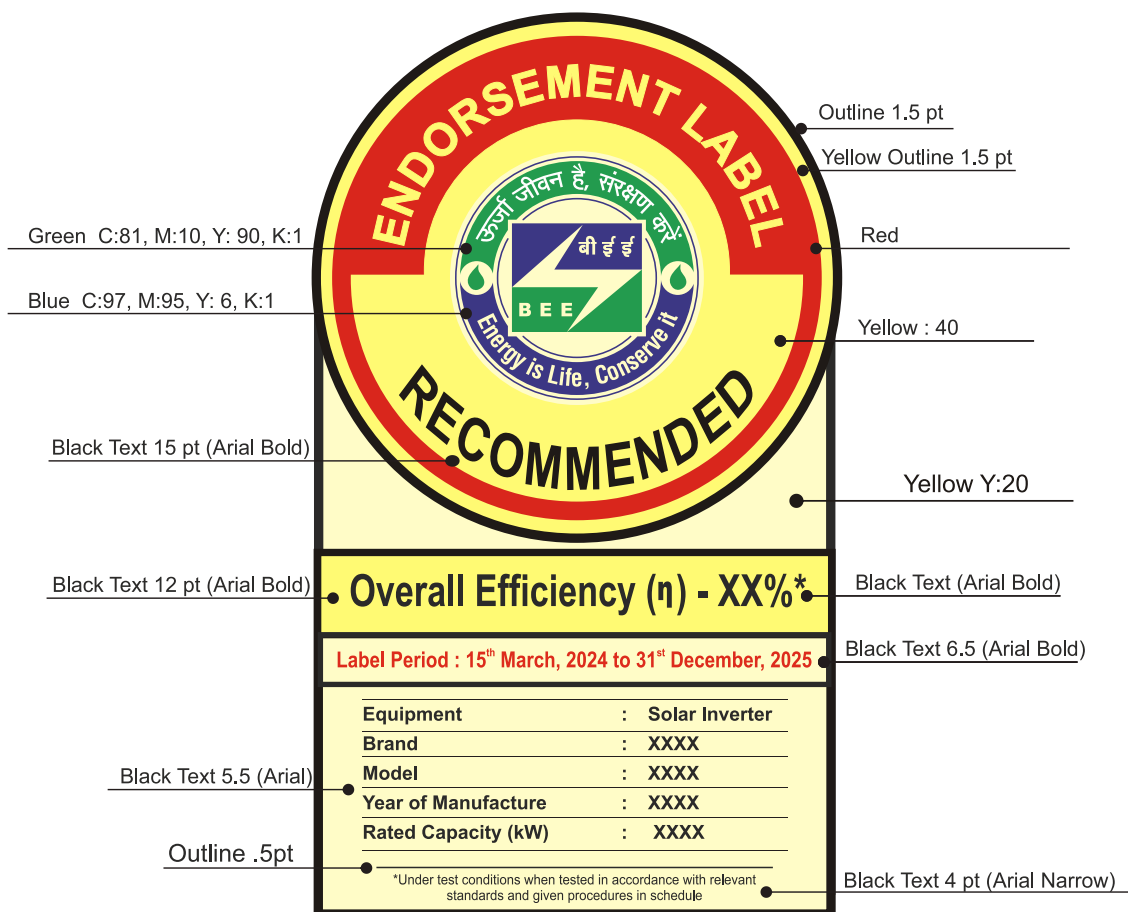 ENDORSEMENT LABEL
Outline 1.5 pt
Yellow Outline 1.5 pt
ऊर्जा जीवन है, संरक्षण करें
Green C:81, M:10, Y: 90, K:1
Red
बी ई ई
BEE
Blue C:97, M:95, Y: 6, K:1
Energy is Life, Conserve it
Yellow : 40
RECOMMENDED
Black Text 15 pt (Arial Bold)
Yellow Y:20
Black Text 12 pt (Arial Bold)
Overall Efficiency (η) - XX%*
Black Text (Arial Bold)
Label Period : 15th March, 2024 to 31st December, 2025
Black Text 6.5 (Arial Bold)
Equipment : Solar Inverter
Brand : XXXX
Model : XXXX
Black Text 5.5 (Arial)
Year of Manufacture : XXXX
Rated Capacity (kW) : XXXX
Outline .5pt
*Under test conditions when tested in accordance with relevant
standards and given procedures in schedule
Black Text 4 pt (Arial Narrow)